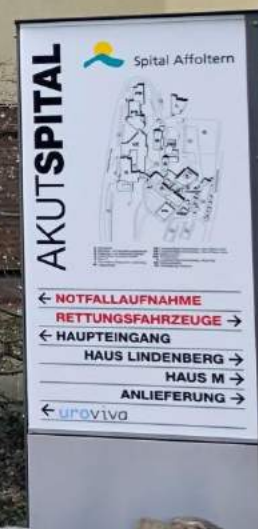 Spital Affoltern
AKUTSPITAL
← NOTFALLAUFNAHME
RETTUNGSFAHRZEUGE →
← HAUPTEINGANG
HAUS LINDENBERG →
HAUS M →
ANLIEFERUNG →
← uroviva